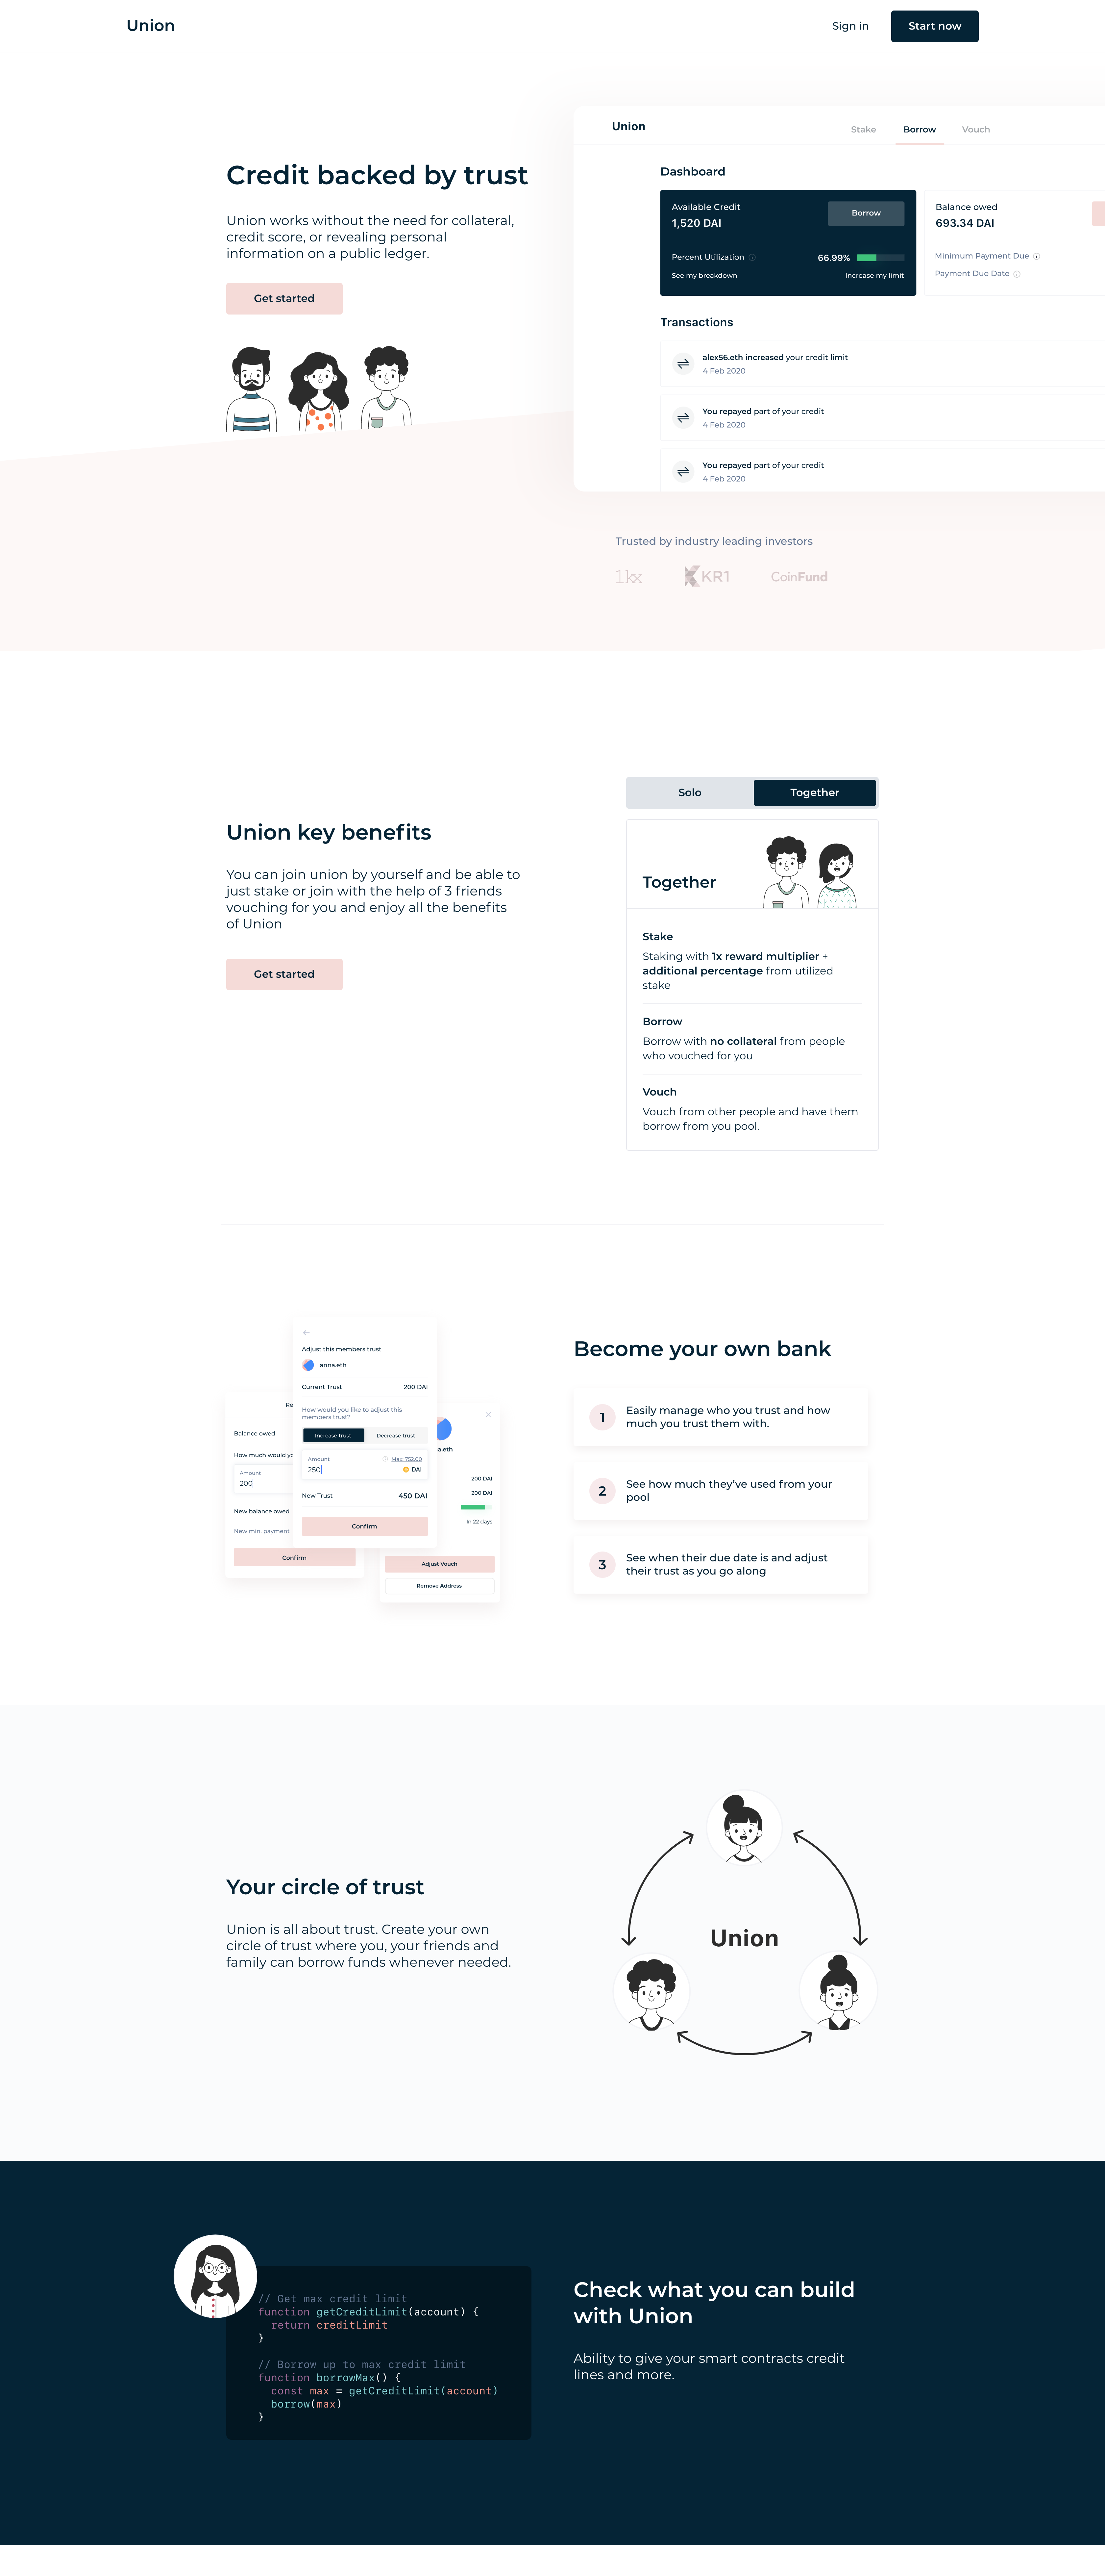 Union
Sign in
Start now
Credit backed by trust
Union works without the need for collateral,
credit score, or revealing personal
information on a public ledger.
Get started
Union
Stake
Borrow
Vouch
Dashboard
Available Credit
1,520 DAI
Borrow
Percent Utilization
66.99%
See my breakdown
Increase my limit
Balance owed
693.34 DAI
Minimum Payment Due
Payment Due Date
Transactions
alex56.eth increased your credit limit
4 Feb 2020
You repayed part of your credit
4 Feb 2020
You repayed part of your credit
4 Feb 2020
Trusted by industry leading investors
1kx
KR1
CoinFund
Union key benefits
You can join union by yourself and be able to
just stake or join with the help of 3 friends
vouching for you and enjoy all the benefits
of Union
Get started
Solo
Together
Together
Stake
Staking with 1x reward multiplier +
additional percentage from utilized
stake
Borrow
Borrow with no collateral from people
who vouched for you
Vouch
Vouch from other people and have them
borrow from you pool.
Re
Balance owed
How much would yo
Amount
200
New balance owed
New min. payment
Confirm
Adjust this members trust
anna.eth
Current Trust
200 DAI
How would you like to adjust this
members trust?
Increase trust
Decrease trust
Amount
Max: 752.00
250
DAI
New Trust
450 DAI
Confirm
a.eth
200 DAI
200 DAI
In 22 days
Adjust Vouch
Remove Address
Become your own bank
1
Easily manage who you trust and how
much you trust them with.
2
See how much they've used from your
pool
3
See when their due date is and adjust
their trust as you go along
Your circle of trust
Union is all about trust. Create your own
circle of trust where you, your friends and
family can borrow funds whenever needed.
Union
// Get max credit limit
function getCreditLimit(account) {
return creditLimit
}
// Borrow up to max credit limit
function borrowMax() {
const max = getCreditLimit(account)
borrow(max)
}
Check what you can build
with Union
Ability to give your smart contracts credit
lines and more.